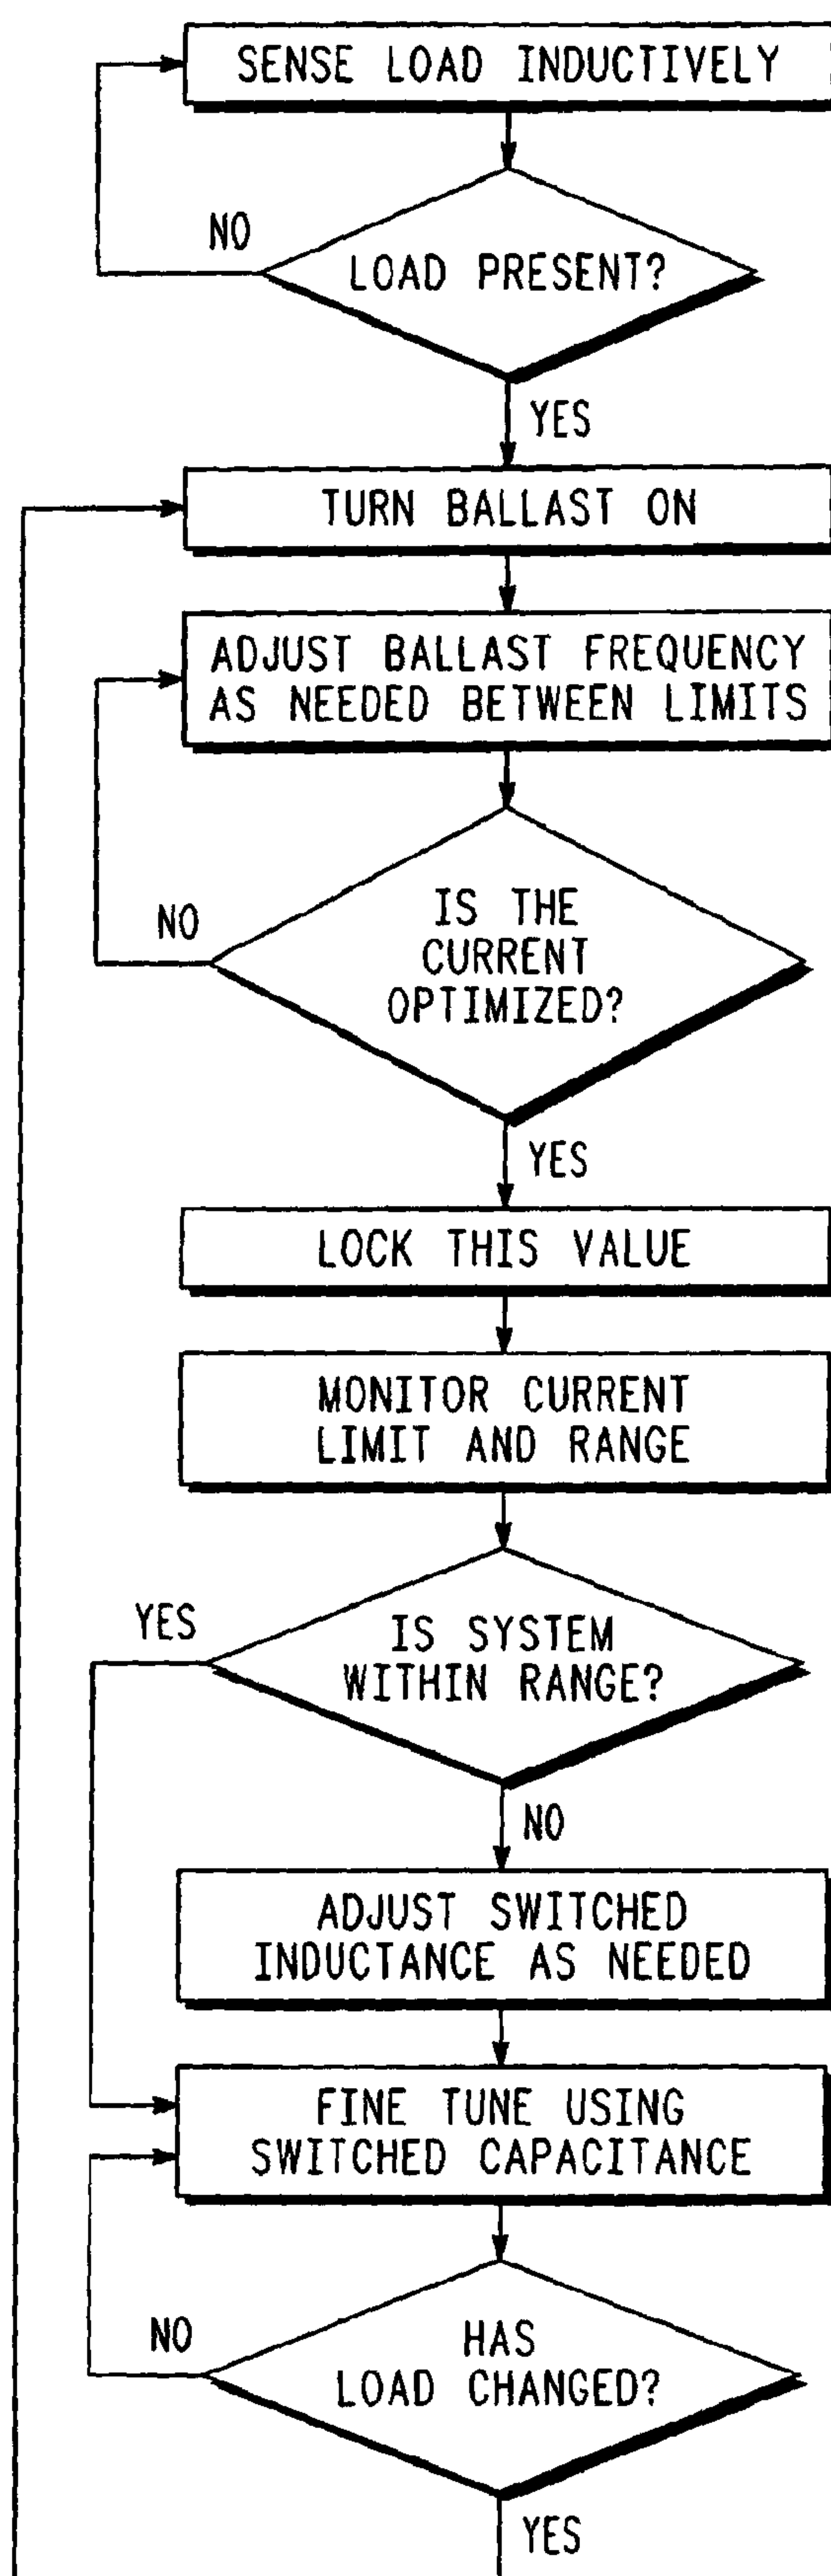 SENSE LOAD INDUCTIVELY
NO
LOAD PRESENT?
YES
TURN BALLAST ON
ADJUST BALLAST FREQUENCY
AS NEEDED BETWEEN LIMITS
NO
IS THE
CURRENT
OPTIMIZED?
YES
LOCK THIS VALUE
MONITOR CURRENT
LIMIT AND RANGE
YES
IS SYSTEM
WITHIN RANGE?
NO
ADJUST SWITCHED
INDUCTANCE AS NEEDED
FINE TUNE USING
SWITCHED CAPACITANCE
NO
HAS
LOAD CHANGED?
YES